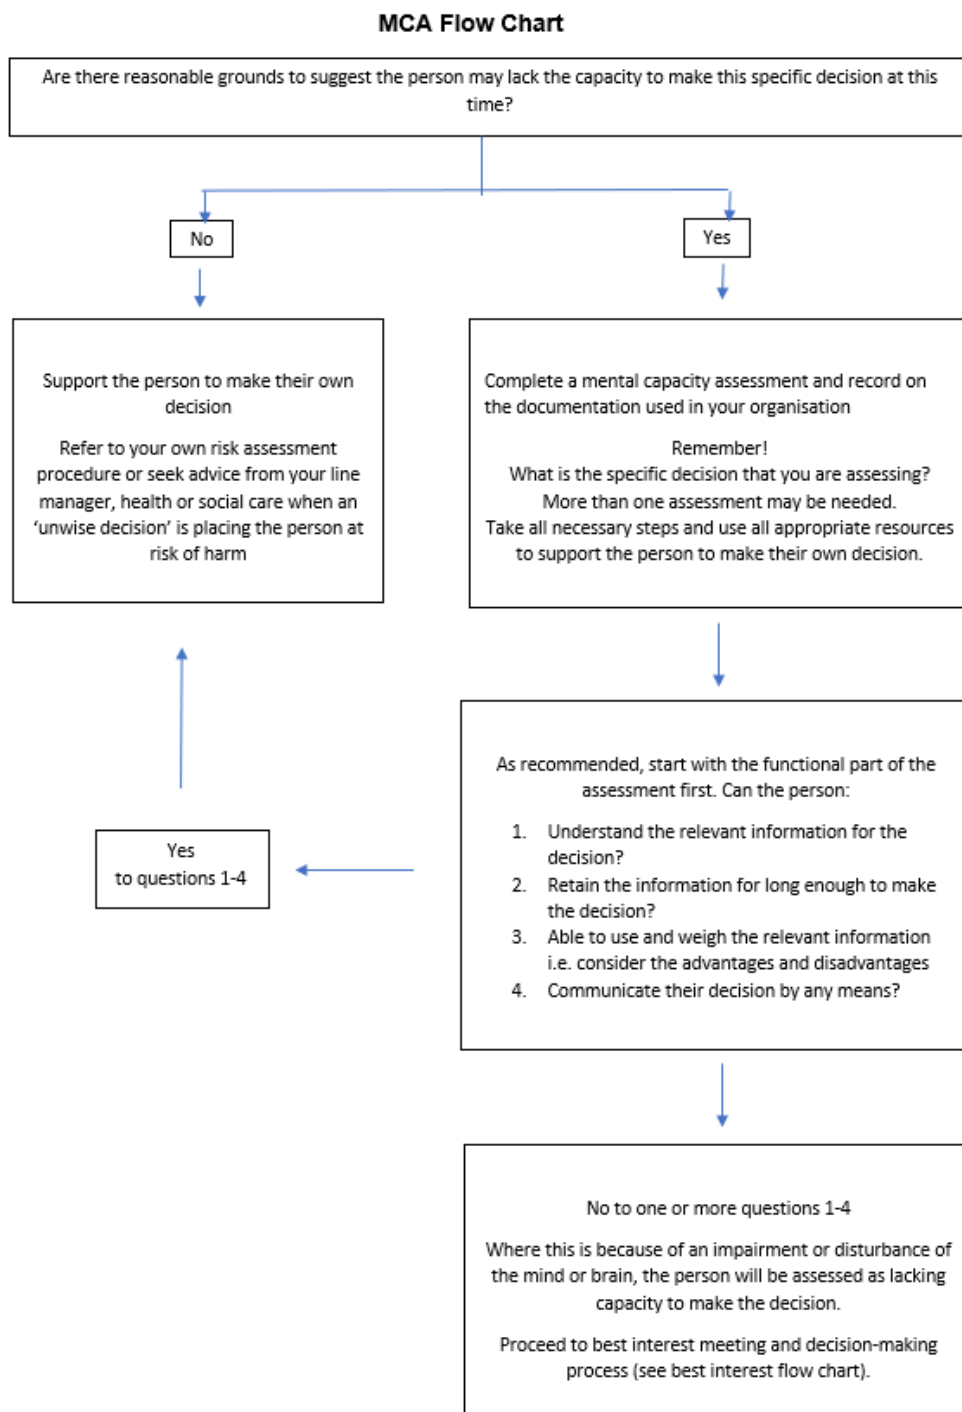 MCA Flow Chart
Are there reasonable grounds to suggest the person may lack the capacity to make this specific decision at this
time?
No
Yes
Support the person to make their own
decision
Refer to your own risk assessment
procedure or seek advice from your line
manager, health or social care when an
‘unwise decision’ is placing the person at
risk of harm
Complete a mental capacity assessment and record on
the documentation used in your organisation
Remember!
What is the specific decision that you are assessing?
More than one assessment may be needed.
Take all necessary steps and use all appropriate resources
to support the person to make their own decision.
As recommended, start with the functional part of the
assessment first. Can the person:
1. Understand the relevant information for the
decision?
2. Retain the information for long enough to make
the decision?
3. Able to use and weigh the relevant information
i.e. consider the advantages and disadvantages
4. Communicate their decision by any means?
Yes
to questions 1-4
No to one or more questions 1-4
Where this is because of an impairment or disturbance of
the mind or brain, the person will be assessed as lacking
capacity to make the decision.
Proceed to best interest meeting and decision-making
process (see best interest flow chart).